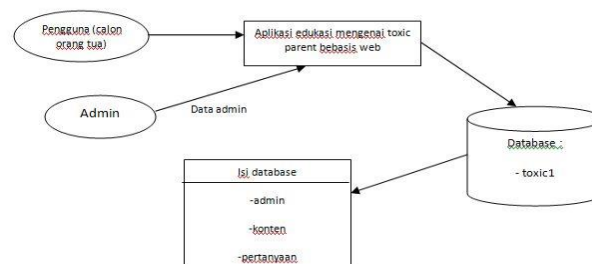 Pengguna (calon
orang tua)
Aplikasi edukasi mengenai toxic
parent bebasis web
Admin
Data admin
Database :
- toxic1
Isi database
-admin
-konten
-pertanyaan